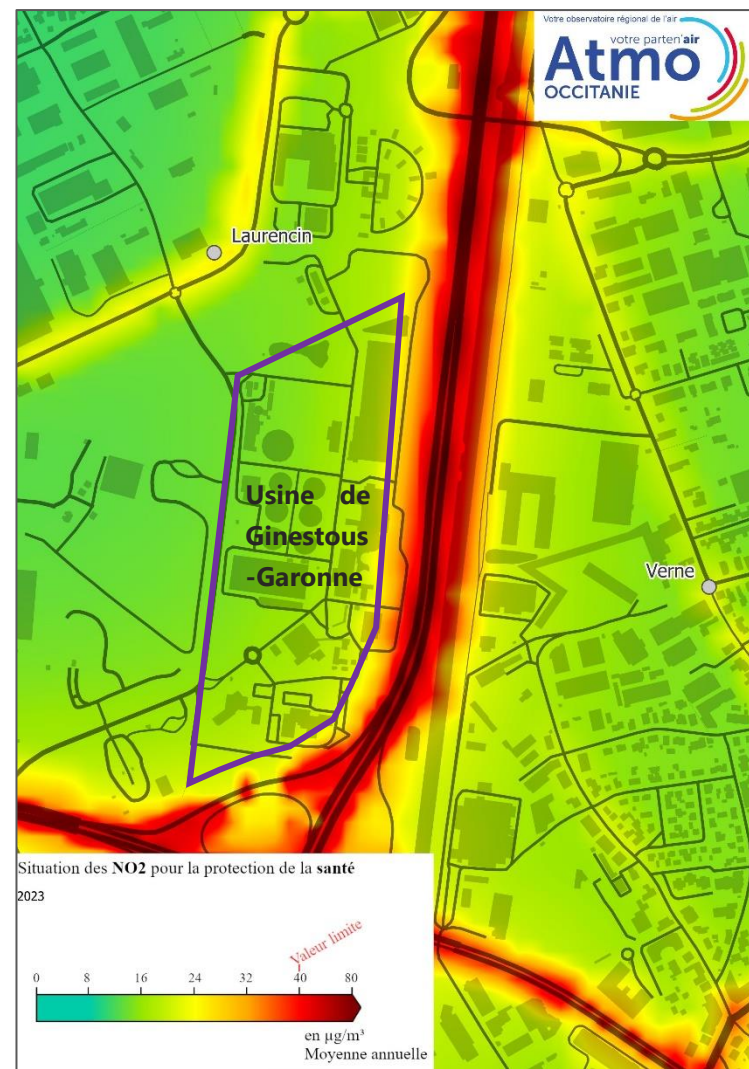 Votre observatoire régional de l'air
votre parten'air
Atmo
OCCITANIE
Laurencin
Usine de
Ginestous
-Garonne
Verne
Situation des NO2 pour la protection de la santé
2023
Valeur limite
0 8 16 24 32 40 80
en µg/m³
Moyenne annuelle